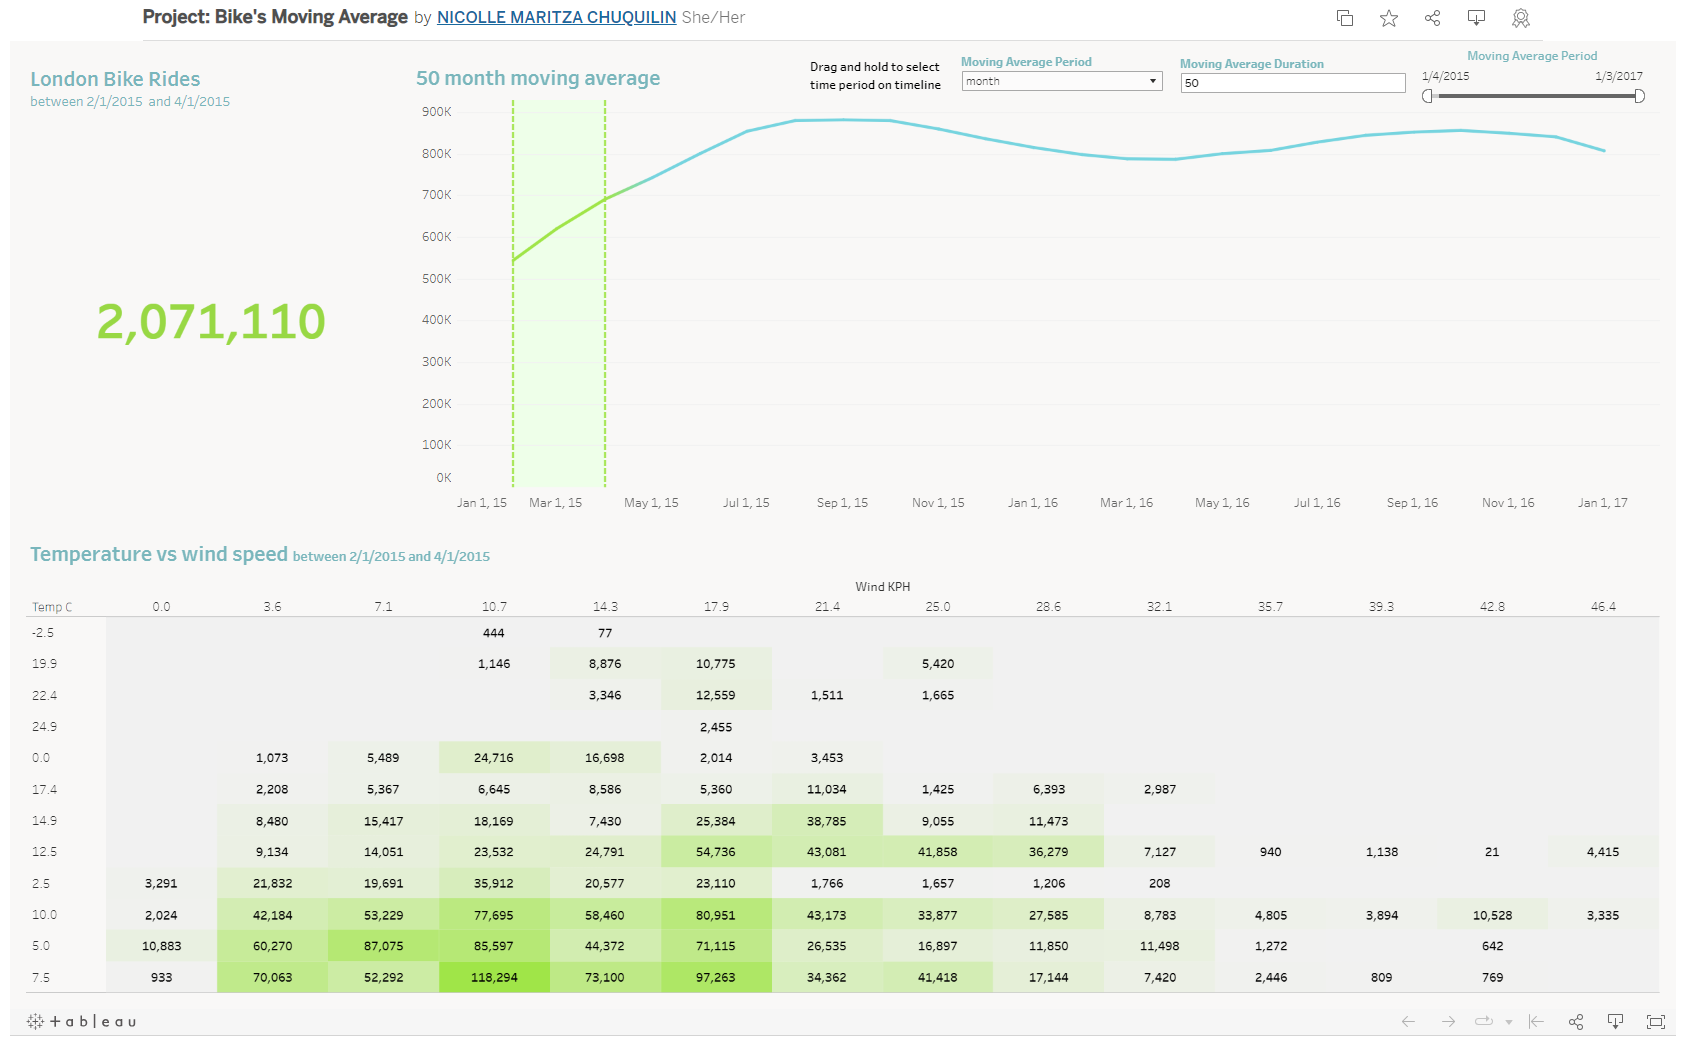 Project: Bike's Moving Average by NICOLLE MARITZA CHUQUILIN She/Her
London Bike Rides
between 2/1/2015 and 4/1/2015
2,071,110
50 month moving average
Drag and hold to select
time period on timeline
Moving Average Period
month
Moving Average Duration
50
Moving Average Period
1/4/2015 1/3/2017
900K
800K
700K
600K
500K
400K
300K
200K
100K
0K
Jan 1, 15 Mar 1, 15 May 1, 15 Jul 1, 15 Sep 1, 15 Nov 1, 15 Jan 1, 16 Mar 1, 16 May 1, 16 Jul 1, 16 Sep 1, 16 Nov 1, 16 Jan 1, 17
Temperature vs wind speed between 2/1/2015 and 4/1/2015
Wind KPH
Temp C 0.0 3.6 7.1 10.7 14.3 17.9 21.4 25.0 28.6 32.1 35.7 39.3 42.8 46.4
-2.5 444 77
19.9 1,146 8,876 10,775 5,420
22.4 3,346 12,559 1,511 1,665
24.9 2,455
0.0 1,073 5,489 24,716 16,698 2,014 3,453
17.4 2,208 5,367 6,645 8,586 5,360 11,034 1,425 6,393 2,987
14.9 8,480 15,417 18,169 7,430 25,384 38,785 9,055 11,473
12.5 9,134 14,051 23,532 24,791 54,736 43,081 41,858 36,279 7,127 940 1,138 21 4,415
2.5 3,291 21,832 19,691 35,912 20,577 23,110 1,766 1,657 1,206 208
10.0 2,024 42,184 53,229 77,695 58,460 80,951 43,173 33,877 27,585 8,783 4,805 3,894 10,528 3,335
5.0 10,883 60,270 87,075 85,597 44,372 71,115 26,535 16,897 11,850 11,498 1,272 642
7.5 933 70,063 52,292 118,294 73,100 97,263 34,362 41,418 17,144 7,420 2,446 809 769
+ableau